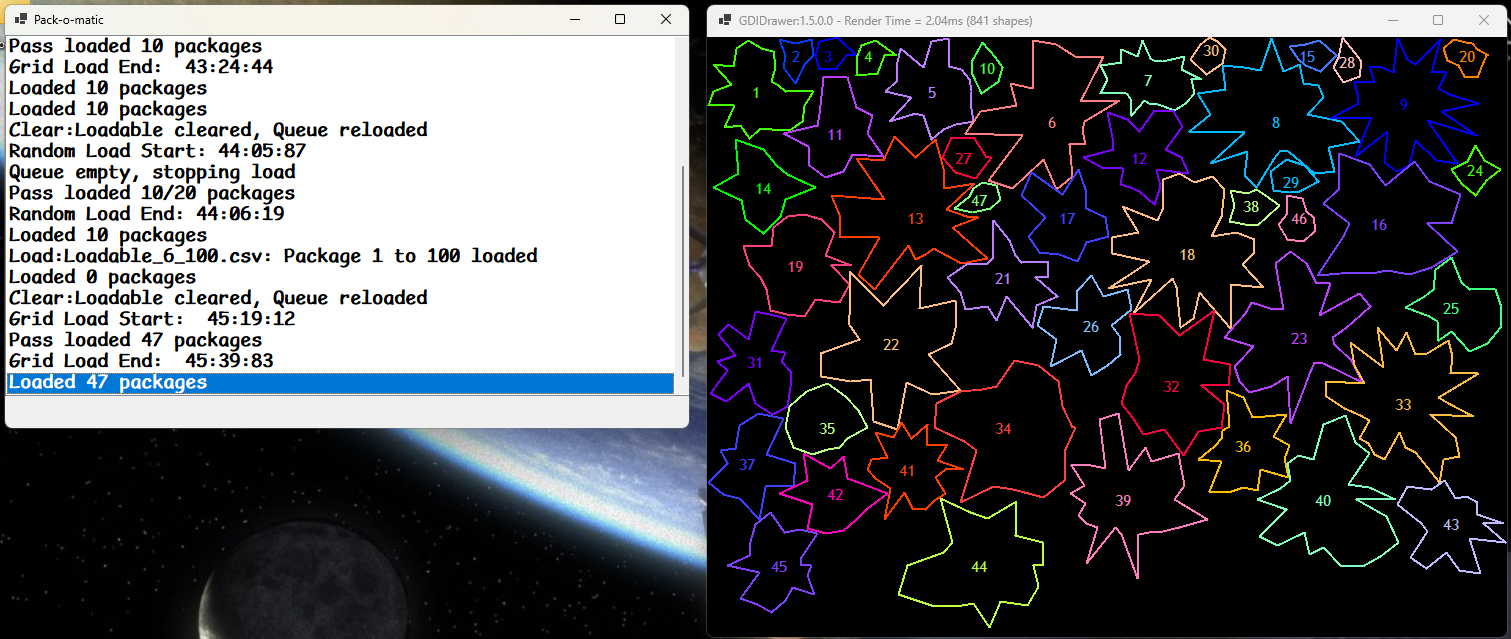 Pack-o-matic
Pass loaded 10 packages
Grid Load End:  43:24:44
Loaded 10 packages
Loaded 10 packages
Clear:Loadable cleared, Queue reloaded
Random Load Start: 44:05:87
Queue empty, stopping load
Pass loaded 10/20 packages
Random Load End: 44:06:19
Loaded 10 packages
Load:Loadable_6_100.csv: Package 1 to 100 loaded
Loaded 0 packages
Clear:Loadable cleared, Queue reloaded
Grid Load Start:  45:19:12
Pass loaded 47 packages
Grid Load End:  45:39:83
Loaded 47 packages
GDIDrawer:1.5.0.0 - Render Time = 2.04ms (841 shapes)
1
2
3
4
5
10
6
7
30
8
15
28
9
20
11
12
27
29
24
14
13
47
17
38
46
16
18
19
21
26
22
23
25
31
32
33
35
34
36
37
42
41
39
40
43
45
44